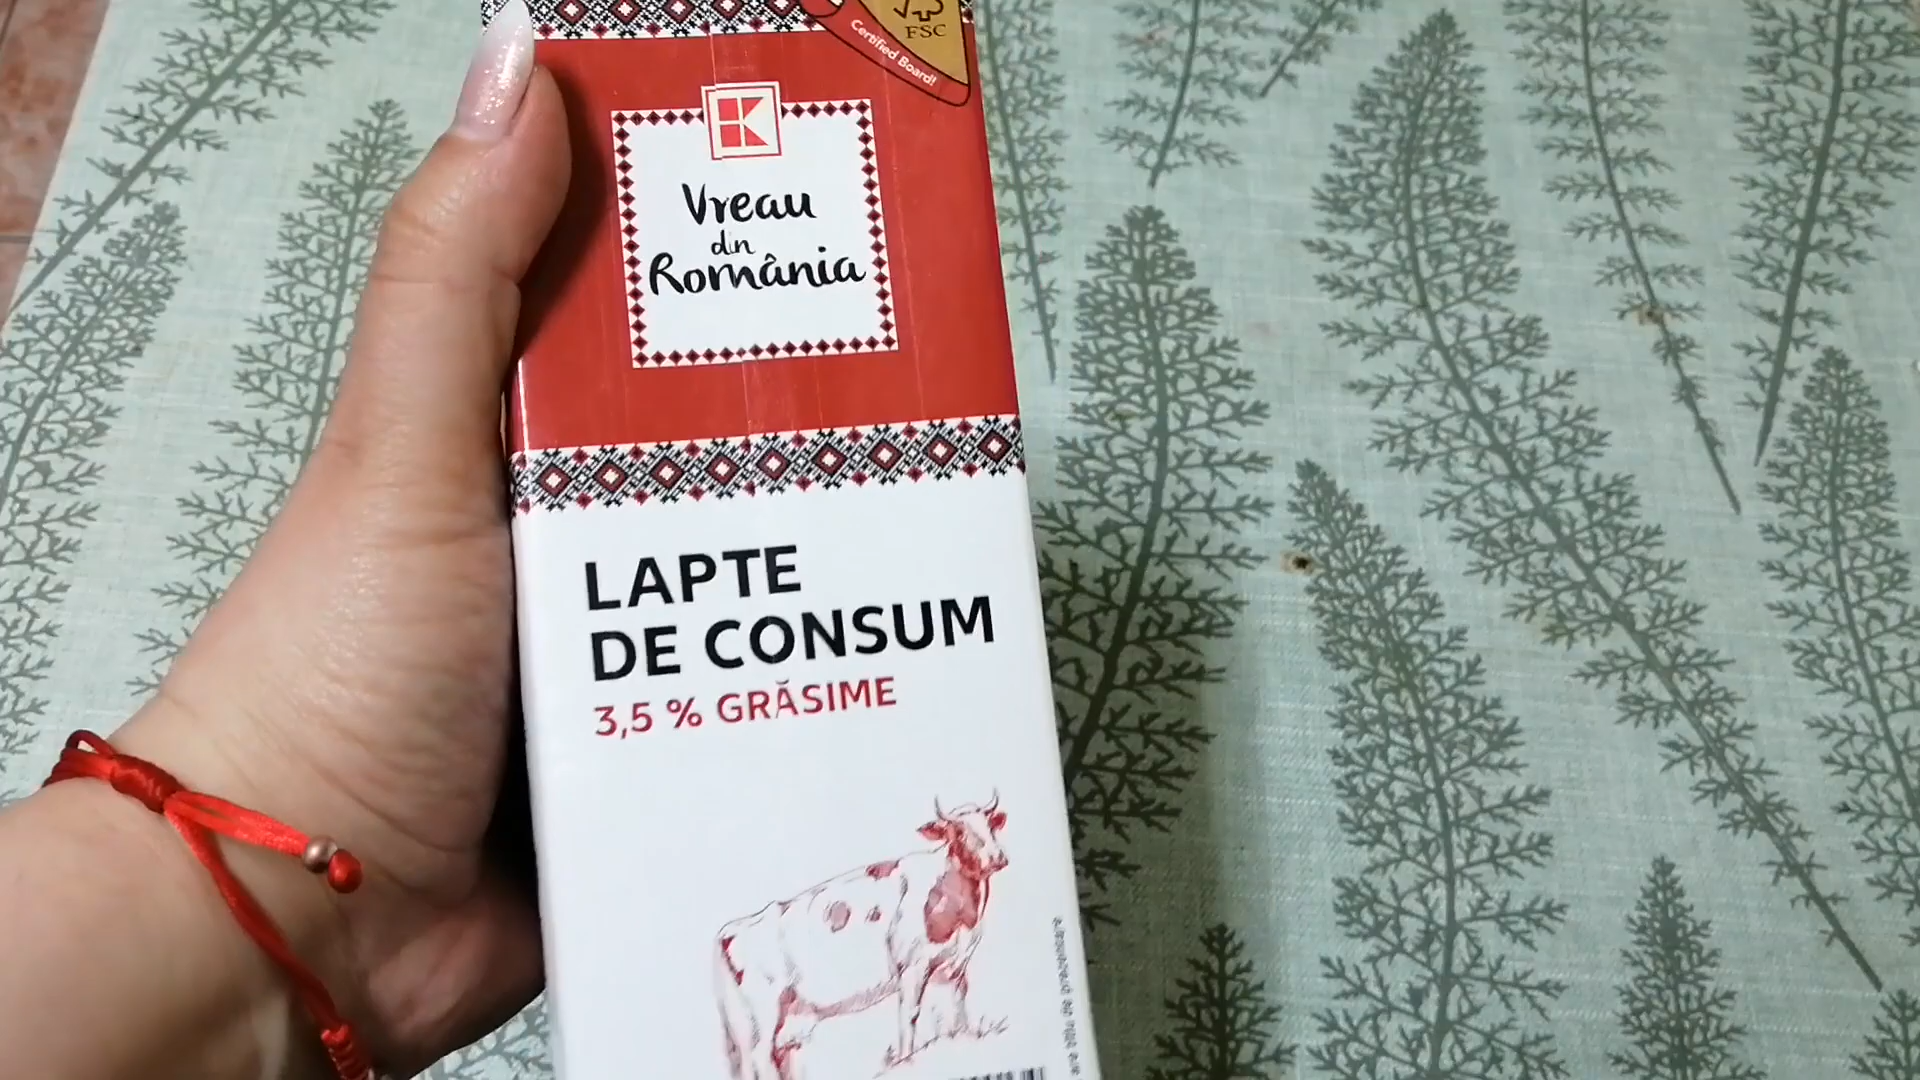 FSC
Certified Board!
Vreau
din
România
LAPTE
DE CONSUM
3,5 % GRĂSIME